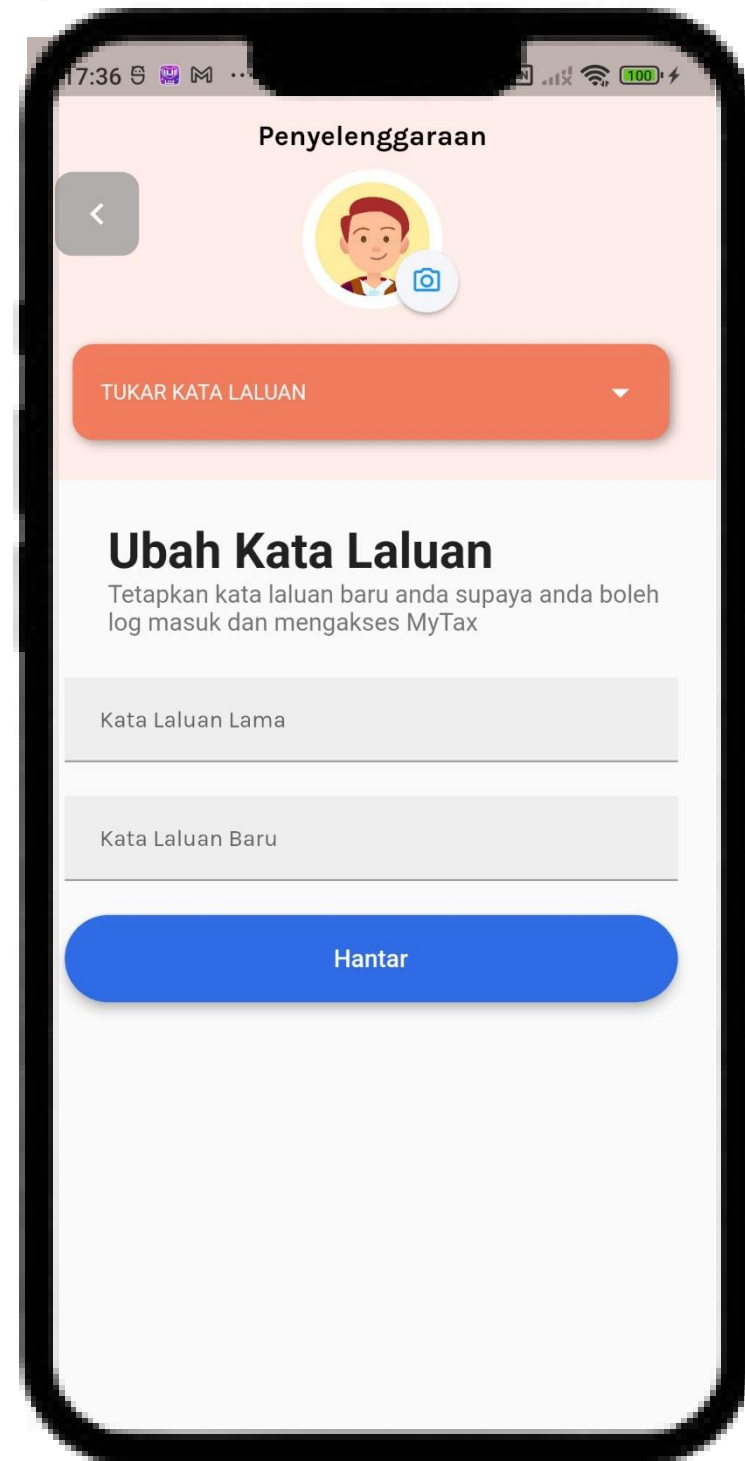 17:36
100
Penyelenggaraan
TUKAR KATA LALUAN
Ubah Kata Laluan
Tetapkan kata laluan baru anda supaya anda boleh
log masuk dan mengakses MyTax
Kata Laluan Lama
Kata Laluan Baru
Hantar